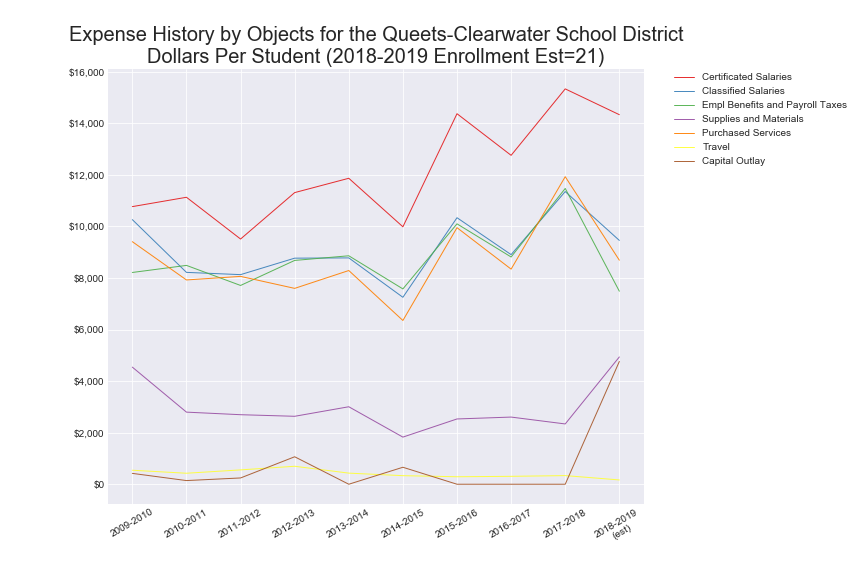 Expense History by Objects for the Queets-Clearwater School District
Dollars Per Student (2018-2019 Enrollment Est=21)
$16,000
$14,000
$12,000
$10,000
$8,000
$6,000
$4,000
$2,000
$0
2009-2010
2010-2011
2011-2012
2012-2013
2013-2014
2014-2015
2015-2016
2016-2017
2017-2018
2018-2019
(est)
Certificated Salaries
Classified Salaries
Empl Benefits and Payroll Taxes
Supplies and Materials
Purchased Services
Travel
Capital Outlay